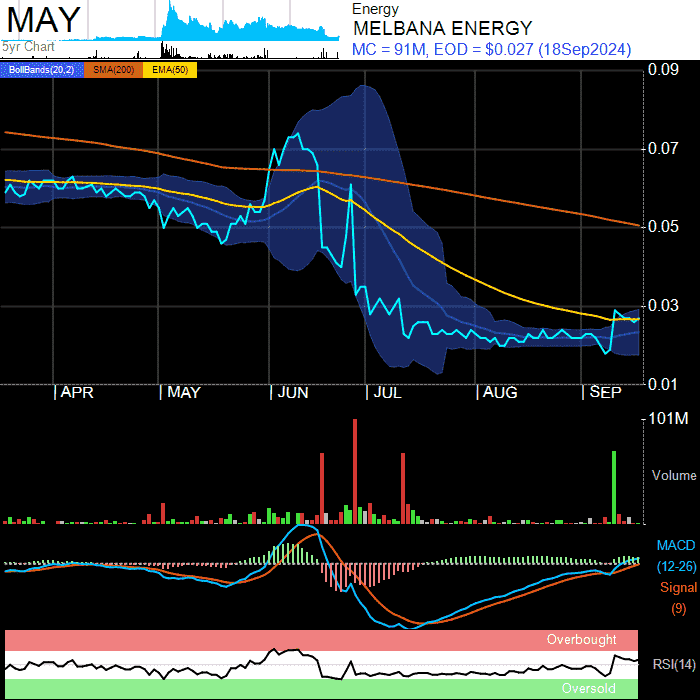 MAY
5yr Chart
Energy
MELBANA ENERGY
MC = 91M, EOD = $0.027 (18Sep2024)
BollBands(20,2) SMA(200) EMA(50)
0.09
0.07
0.05
0.03
0.01
APR MAY JUN JUL AUG SEP
101M
Volume
MACD
(12-26)
Signal
(9)
Overbought
RSI(14)
Oversold